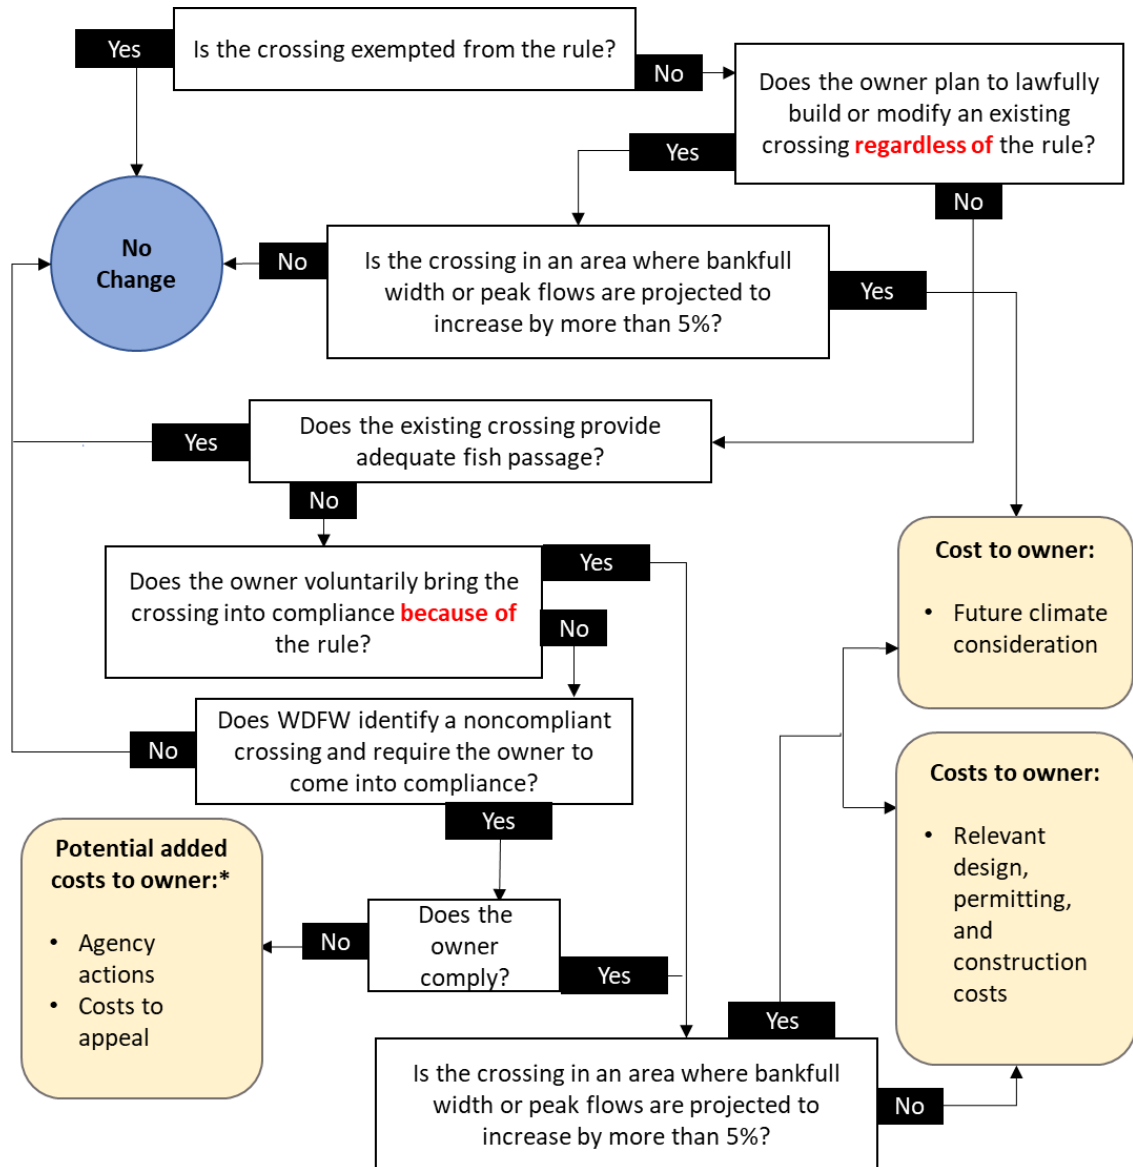 Yes
Is the crossing exempted from the rule?
No
Does the owner plan to lawfully
build or modify an existing
crossing regardless of the rule?
Yes
No
No
Change
No
Is the crossing in an area where bankfull
width or peak flows are projected to
increase by more than 5%?
Yes
Yes
Does the existing crossing provide
adequate fish passage?
No
Does the owner voluntarily bring the
crossing into compliance because of
the rule?
Yes
No
Cost to owner:
• Future climate
consideration
No
Does WDFW identify a noncompliant
crossing and require the owner to
come into compliance?
Yes
Costs to owner:
• Relevant
design,
permitting,
and
construction
costs
Potential added
costs to owner:*
• Agency
actions
• Costs to
appeal
No
Does the
owner
comply?
Yes
Yes
Is the crossing in an area where bankfull
width or peak flows are projected to
increase by more than 5%?
No